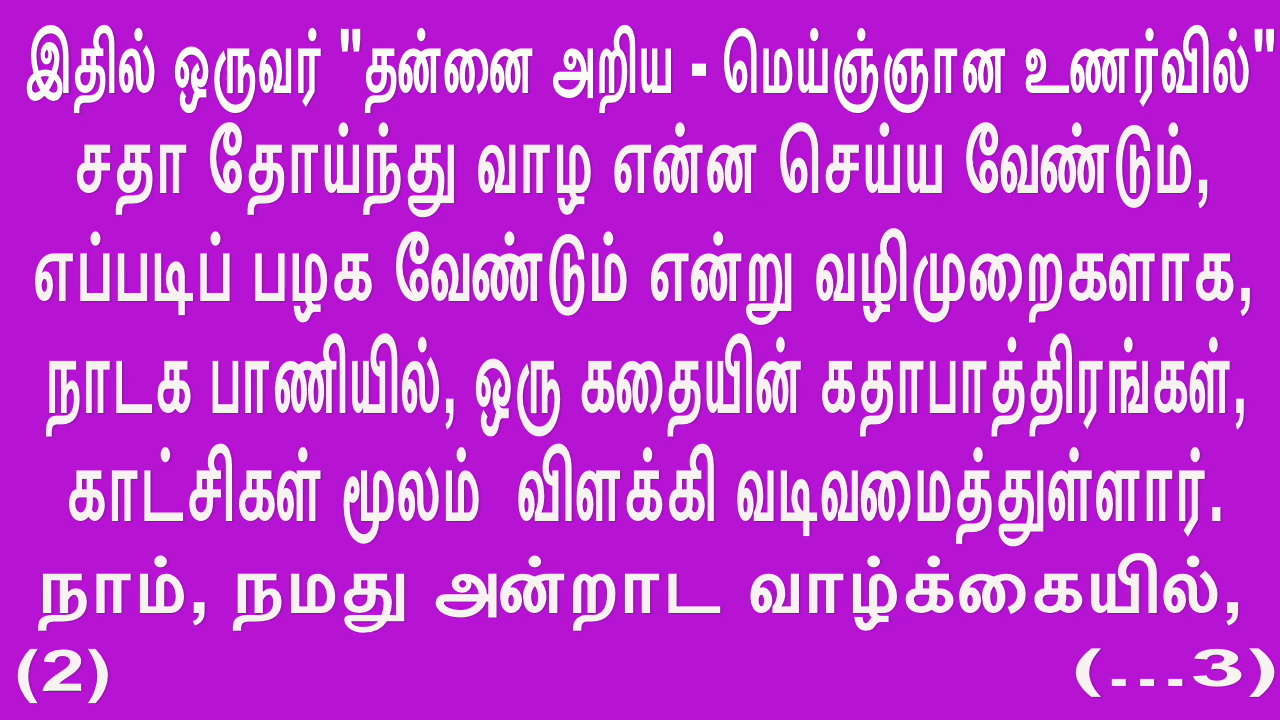 இதில் ஒருவர் "தன்னை அறிய - மெய்ஞ்ஞான உணர்வில்"
சதா தோய்ந்து வாழ என்ன செய்ய வேண்டும்,
எப்படிப் பழக வேண்டும் என்று வழிமுறைகளாக,
நாடக பாணியில், ஒரு கதையின் கதாபாத்திரங்கள்,
காட்சிகள் மூலம் விளக்கி வடிவமைத்துள்ளார்.
நாம், நமது அன்றாட வாழ்க்கையில்,
(2) (...3)